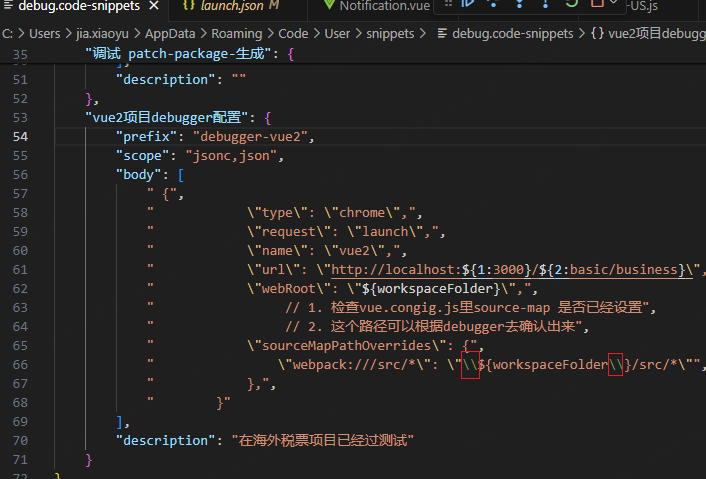 debug.code-snippets launch.json Notification.vue -US.js
C: > Users > jia.xiaoyu > AppData > Roaming > Code > User > snippets > debug.code-snippets > {} vue2项目debugg
35 "调试 patch-package-生成": {
51 "description": ""
52 },
53 "vue2项目debugger配置": {
54 "prefix": "debugger-vue2",
55 "scope": "jsonc,json",
56 "body": [
57 " {",
58 " \"type\": \"chrome\",",
59 " \"request\": \"launch\",",
60 " \"name\": \"vue2\",",
61 " \"url\": \"http://localhost:${1:3000}/${2:basic/business}\",
62 " \"webRoot\": \"${workspaceFolder}\",",
63 " // 1. 检查vue.congig.js里source-map 是否已经设置",
64 " // 2. 这个路径可以根据debugger去确认出来",
65 " \"sourceMapPathOverrides\": {",
66 " \"webpack:///src/*\": \"\\${workspaceFolder\\}/src/*\"",
67 " },",
68 " }"
69 ],
70 "description": "在海外税票项目已经过测试"
71 }
72 }